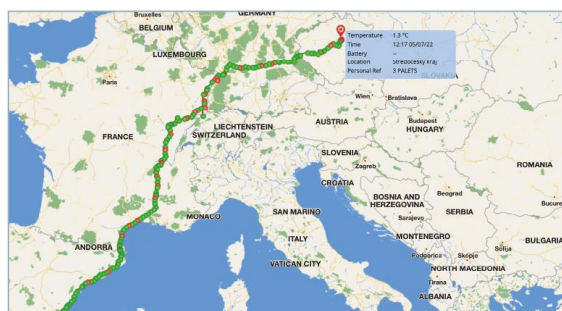 GERMANY
Bruxelles
BELGIUM
LUXEMBOURG
Paris
Temperature 1.3 °C
Time 12:17 05/07/22
Battery --
Location Stredocesky kraj
Personal Ref 3 PALETS
SLOVAKIA
Wien
Bratislava
FRANCE
LIECHTENSTEIN
SWITZERLAND
AUSTRIA
Budapest
HUNGARY
SLOVENIA
Zagreb
CROATIA
ROMANIA
BOSNIA AND
HERZEGOVINA
Beograd
SERBIA
Sarajevo
MONACO
SAN MARINO
ITALY
MONTENEGRO
Podgorica
Skopje
Sofija
BULGARI
ANDORRA
VATICAN CITY
NORTH MACEDONIA
Tirana
ALBANIA